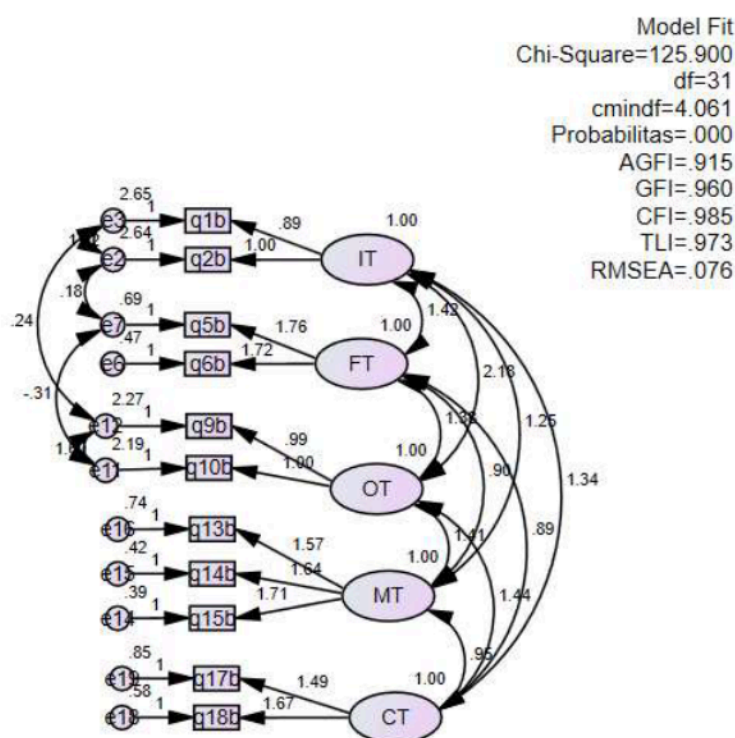 Model Fit
Chi-Square=125.900
df=31
cmindf=4.061
Probabilitas=.000
AGFI=.915
GFI=.960
CFI=.985
TLI=.973
RMSEA=.076
2.65
e3 1 q1b .89 1.00
2.64
e2 1 q2b 1.00 IT
.18
.69
e7 1 q5b 1.76 1.00 1.42
.24
.47
e6 1 q6b 1.72 FT 2.18
-.31
2.27
e12 1 q9b .99 1.00 1.25
2.19
e11 1 q10b 1.00 OT .90 1.34
.74
e16 1 q13b 1.57 1.00 1.41 .89
.42
e15 1 q14b 1.64 MT 1.44
.39
e14 1 q15b 1.71
.95
.85
e19 1 q17b 1.49 1.00
.58
e18 1 q18b 1.67 CT